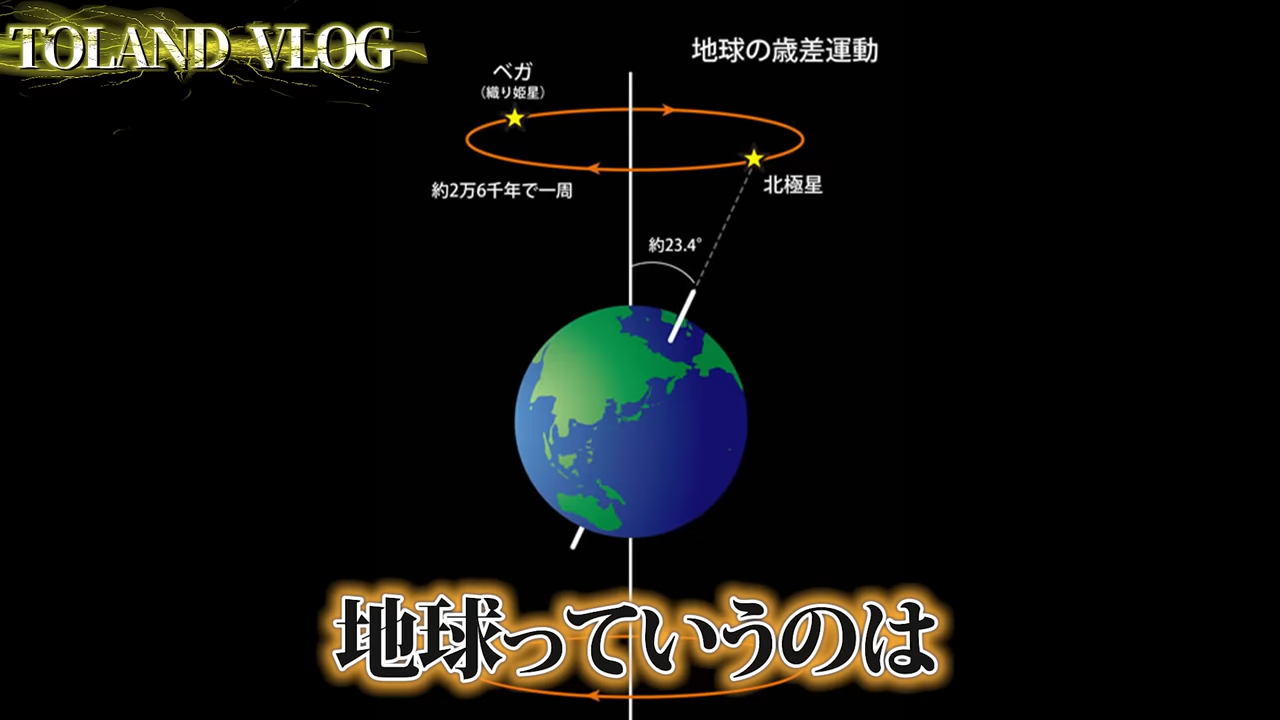 TOLAND VLOG
地球の歳差運動
ベガ
(織り姫星)
北極星
約2万6千年で一周
約23.4°
地球っていうのは